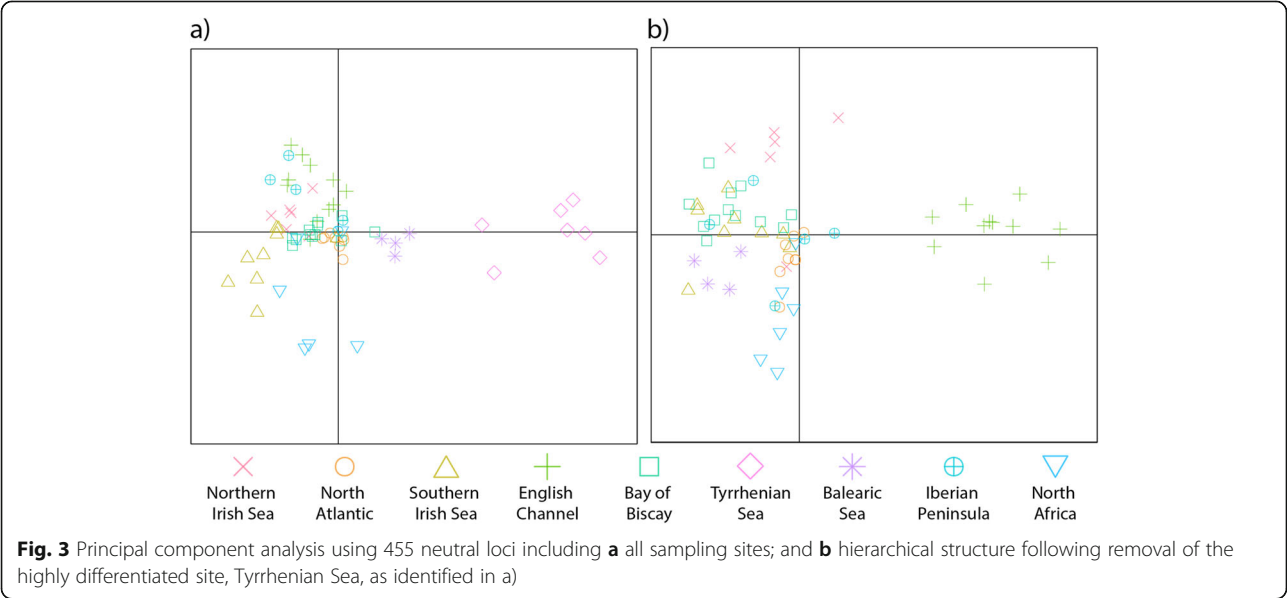 a)
b)
Northern
Irish Sea
North
Atlantic
Southern
Irish Sea
English
Channel
Bay of
Biscay
Tyrrhenian
Sea
Balearic
Sea
Iberian
Peninsula
North
Africa
Fig. 3 Principal component analysis using 455 neutral loci including a all sampling sites; and b hierarchical structure following removal of the
highly differentiated site, Tyrrhenian Sea, as identified in a)